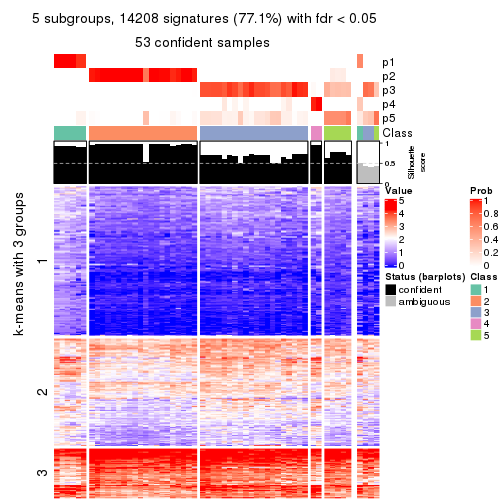 5 subgroups, 14208 signatures (77.1%) with fdr < 0.05
53 confident samples
p1
p2
p3
p4
p5
Class
1
0.5
0
Silhouette
score
k-means with 3 groups
1
2
3
Value
5
4
3
2
1
0
Prob
1
0.8
0.6
0.4
0.2
0
Status (barplots)
confident
ambiguous
Class
1
2
3
4
5